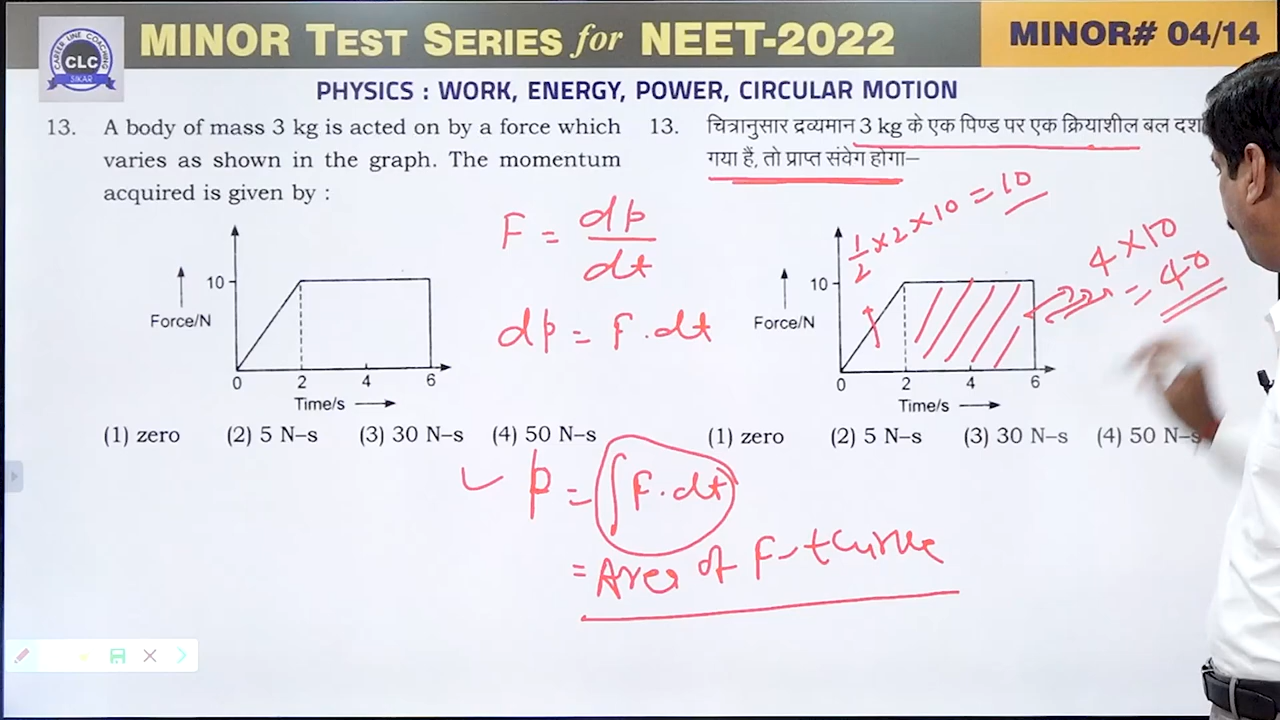 CAREER LINE COACHING
CLC
SIKAR
MINOR TEST SERIES for NEET-2022
MINOR# 04/14
PHYSICS : WORK, ENERGY, POWER, CIRCULAR MOTION
13. A body of mass 3 kg is acted on by a force which
varies as shown in the graph. The momentum
acquired is given by :
10
Force/N
0 2 4 6
Time/s
(1) zero (2) 5 N–s (3) 30 N–s (4) 50 N–s
F = dp/dt
dp = F.dt
p = ∫F.dt
= Area of F-t curve
13. चित्रानुसार द्रव्यमान 3 kg के एक पिण्ड पर एक क्रियाशील बल
गया हैं, तो प्राप्त संवेग होगा–
1/2 × 2 × 10 = 10
4 × 10
= 40
10
Force/N
0 2 4 6
Time/s
(1) zero (2) 5 N–s (3) 30 N–s (4) 50 N–s